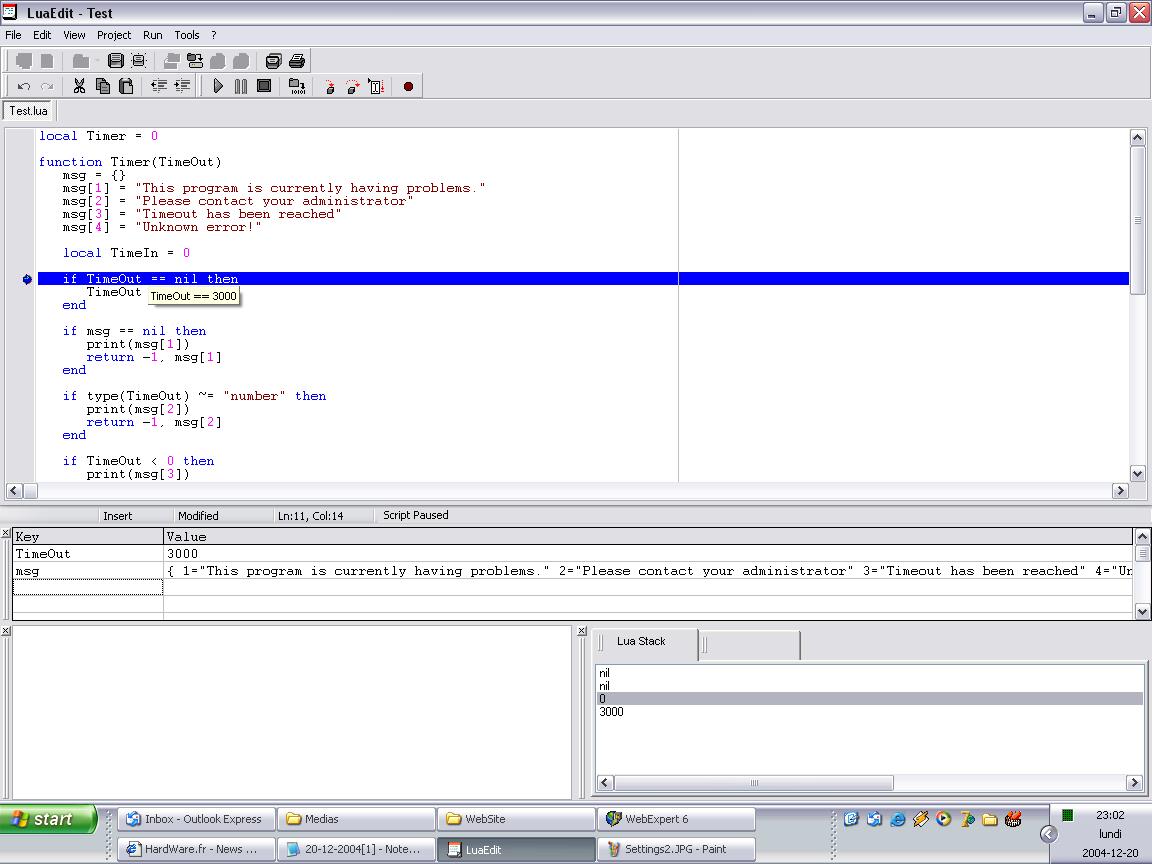 LuaEdit - Test
File Edit View Project Run Tools ?
Test.lua
local Timer = 0
function Timer(TimeOut)
msg = {}
msg[1] = "This program is currently having problems."
msg[2] = "Please contact your administrator"
msg[3] = "Timeout has been reached"
msg[4] = "Unknown error!"
local TimeIn = 0
if TimeOut == nil then
TimeOut
TimeOut == 3000
end
if msg == nil then
print(msg[1])
return -1, msg[1]
end
if type(TimeOut) ~= "number" then
print(msg[2])
return -1, msg[2]
end
if TimeOut < 0 then
print(msg[3])
Insert Modified Ln:11, Col:14 Script Paused
Key Value
TimeOut 3000
msg { 1="This program is currently having problems." 2="Please contact your administrator" 3="Timeout has been reached" 4="Un
Lua Stack
nil
nil
0
3000
start Inbox - Outlook Express Medias WebSite WebExpert 6 23:02
lundi
HardWare.fr - News ... 20-12-2004[1] - Note... LuaEdit Settings2.JPG - Paint 2004-12-20